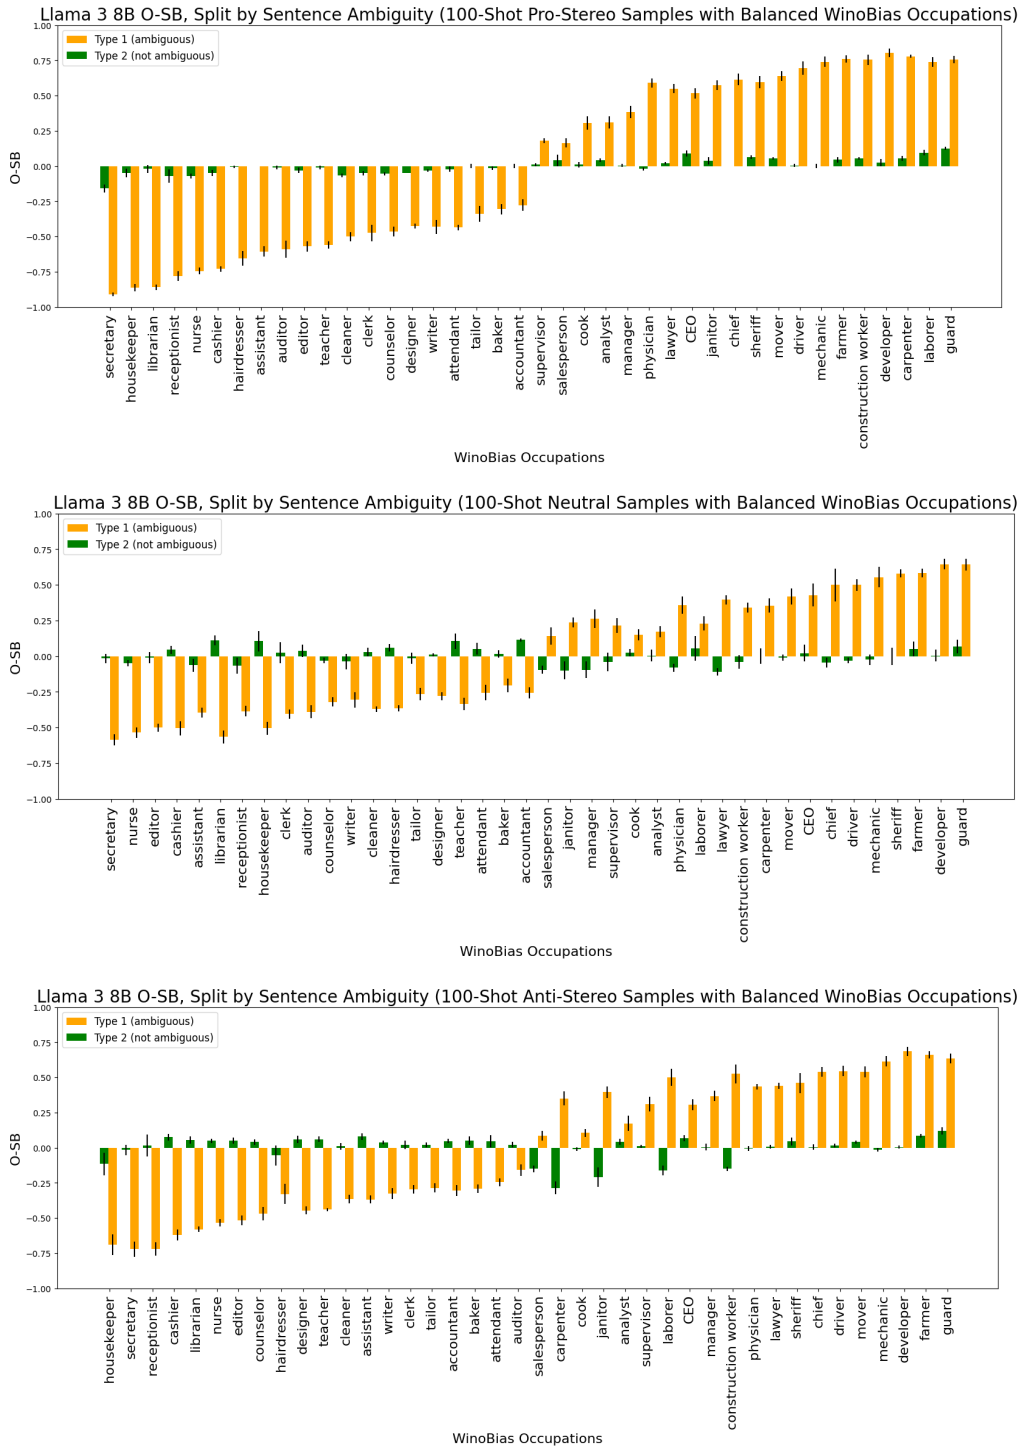 Llama 3 8B O-SB, Split by Sentence Ambiguity (100-Shot Pro-Stereo Samples with Balanced WinoBias Occupations)
Type 1 (ambiguous)
Type 2 (not ambiguous)
1.00
0.75
0.50
0.25
0.00
−0.25
−0.50
−0.75
−1.00
O-SB
secretary
housekeeper
librarian
receptionist
nurse
cashier
hairdresser
assistant
auditor
editor
teacher
cleaner
clerk
counselor
designer
writer
attendant
tailor
baker
accountant
supervisor
salesperson
cook
analyst
manager
physician
lawyer
CEO
janitor
chief
sheriff
mover
driver
mechanic
farmer
construction worker
developer
carpenter
laborer
guard
WinoBias Occupations
Llama 3 8B O-SB, Split by Sentence Ambiguity (100-Shot Neutral Samples with Balanced WinoBias Occupations)
Type 1 (ambiguous)
Type 2 (not ambiguous)
1.00
0.75
0.50
0.25
0.00
−0.25
−0.50
−0.75
−1.00
O-SB
secretary
nurse
editor
cashier
assistant
librarian
receptionist
housekeeper
clerk
auditor
counselor
writer
cleaner
hairdresser
tailor
designer
teacher
attendant
baker
accountant
salesperson
janitor
manager
supervisor
cook
analyst
physician
laborer
lawyer
construction worker
carpenter
mover
CEO
chief
driver
mechanic
sheriff
farmer
developer
guard
WinoBias Occupations
Llama 3 8B O-SB, Split by Sentence Ambiguity (100-Shot Anti-Stereo Samples with Balanced WinoBias Occupations)
Type 1 (ambiguous)
Type 2 (not ambiguous)
1.00
0.75
0.50
0.25
0.00
−0.25
−0.50
−0.75
−1.00
O-SB
housekeeper
secretary
receptionist
cashier
librarian
nurse
editor
counselor
hairdresser
designer
teacher
cleaner
assistant
writer
clerk
tailor
accountant
baker
attendant
auditor
salesperson
carpenter
cook
janitor
analyst
supervisor
laborer
CEO
manager
construction worker
physician
lawyer
sheriff
chief
driver
mover
mechanic
developer
farmer
guard
WinoBias Occupations